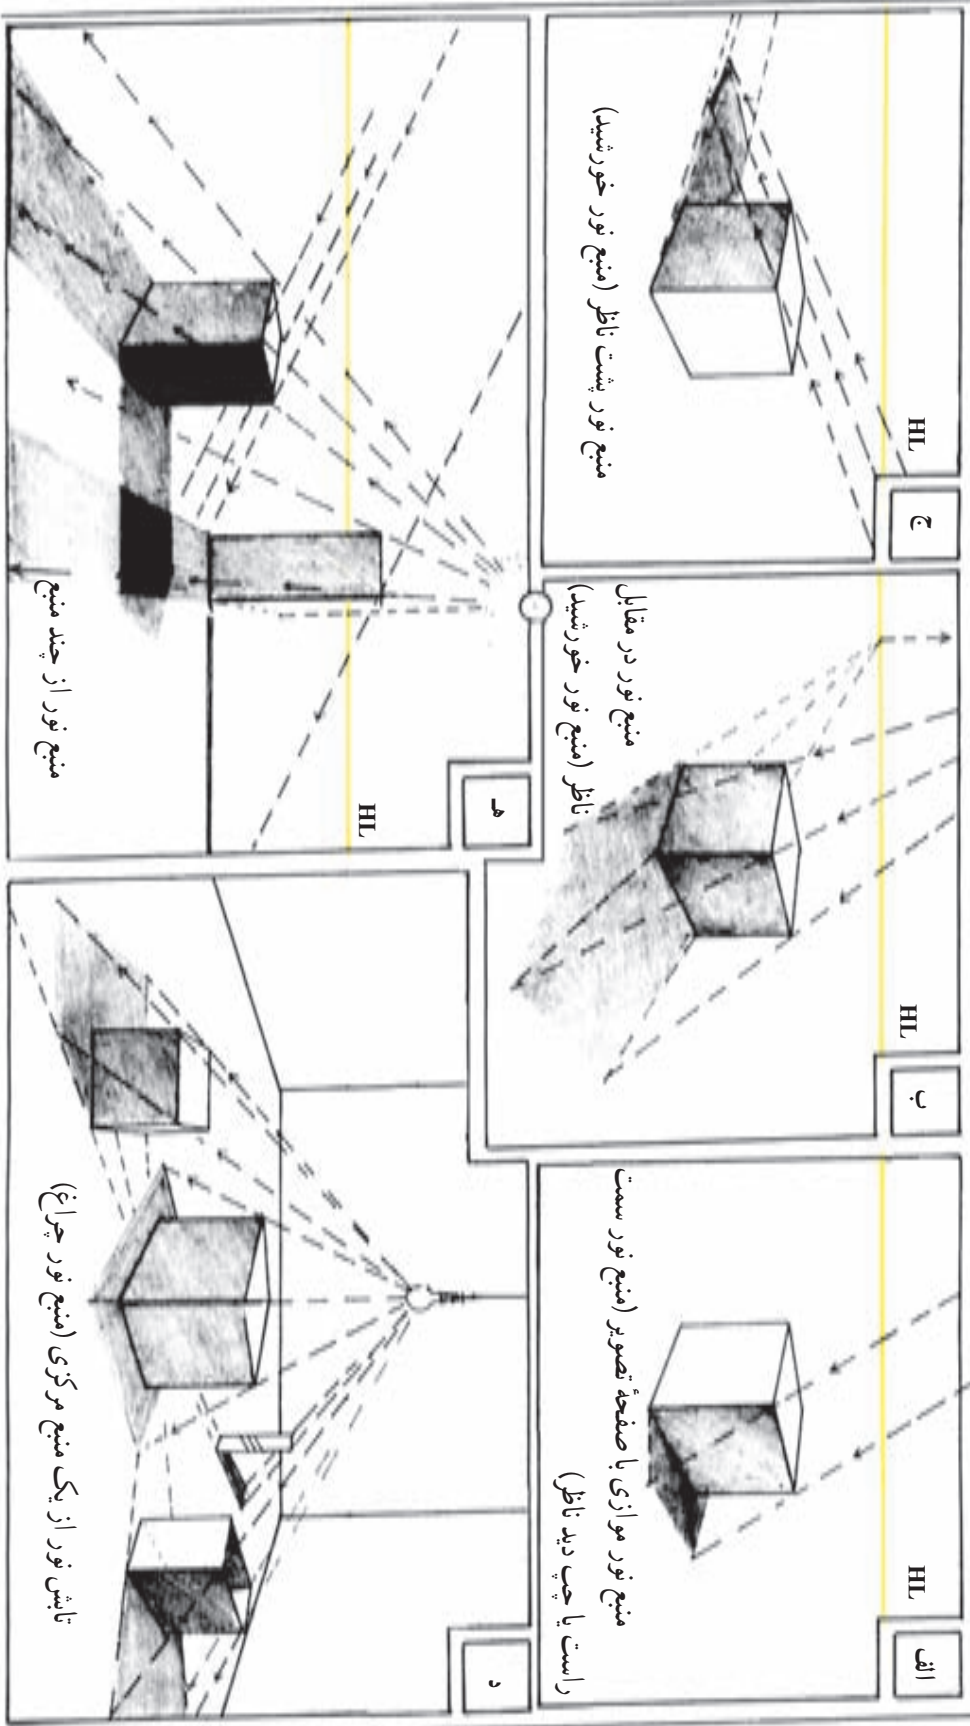 الف
HL
منبع نور موازی با صفحهٔ تصویر (منبع نور سمت
راست یا چپ دید ناظر)
ب
HL
منبع نور در مقابل
ناظر (منبع نور خورشید)
ج
HL
منبع نور پشت ناظر (منبع نور خورشید)
د
تابش نور از یک منبع مرکزی (منبع نور چراغ)
هـ
HL
منبع نور از چند منبع